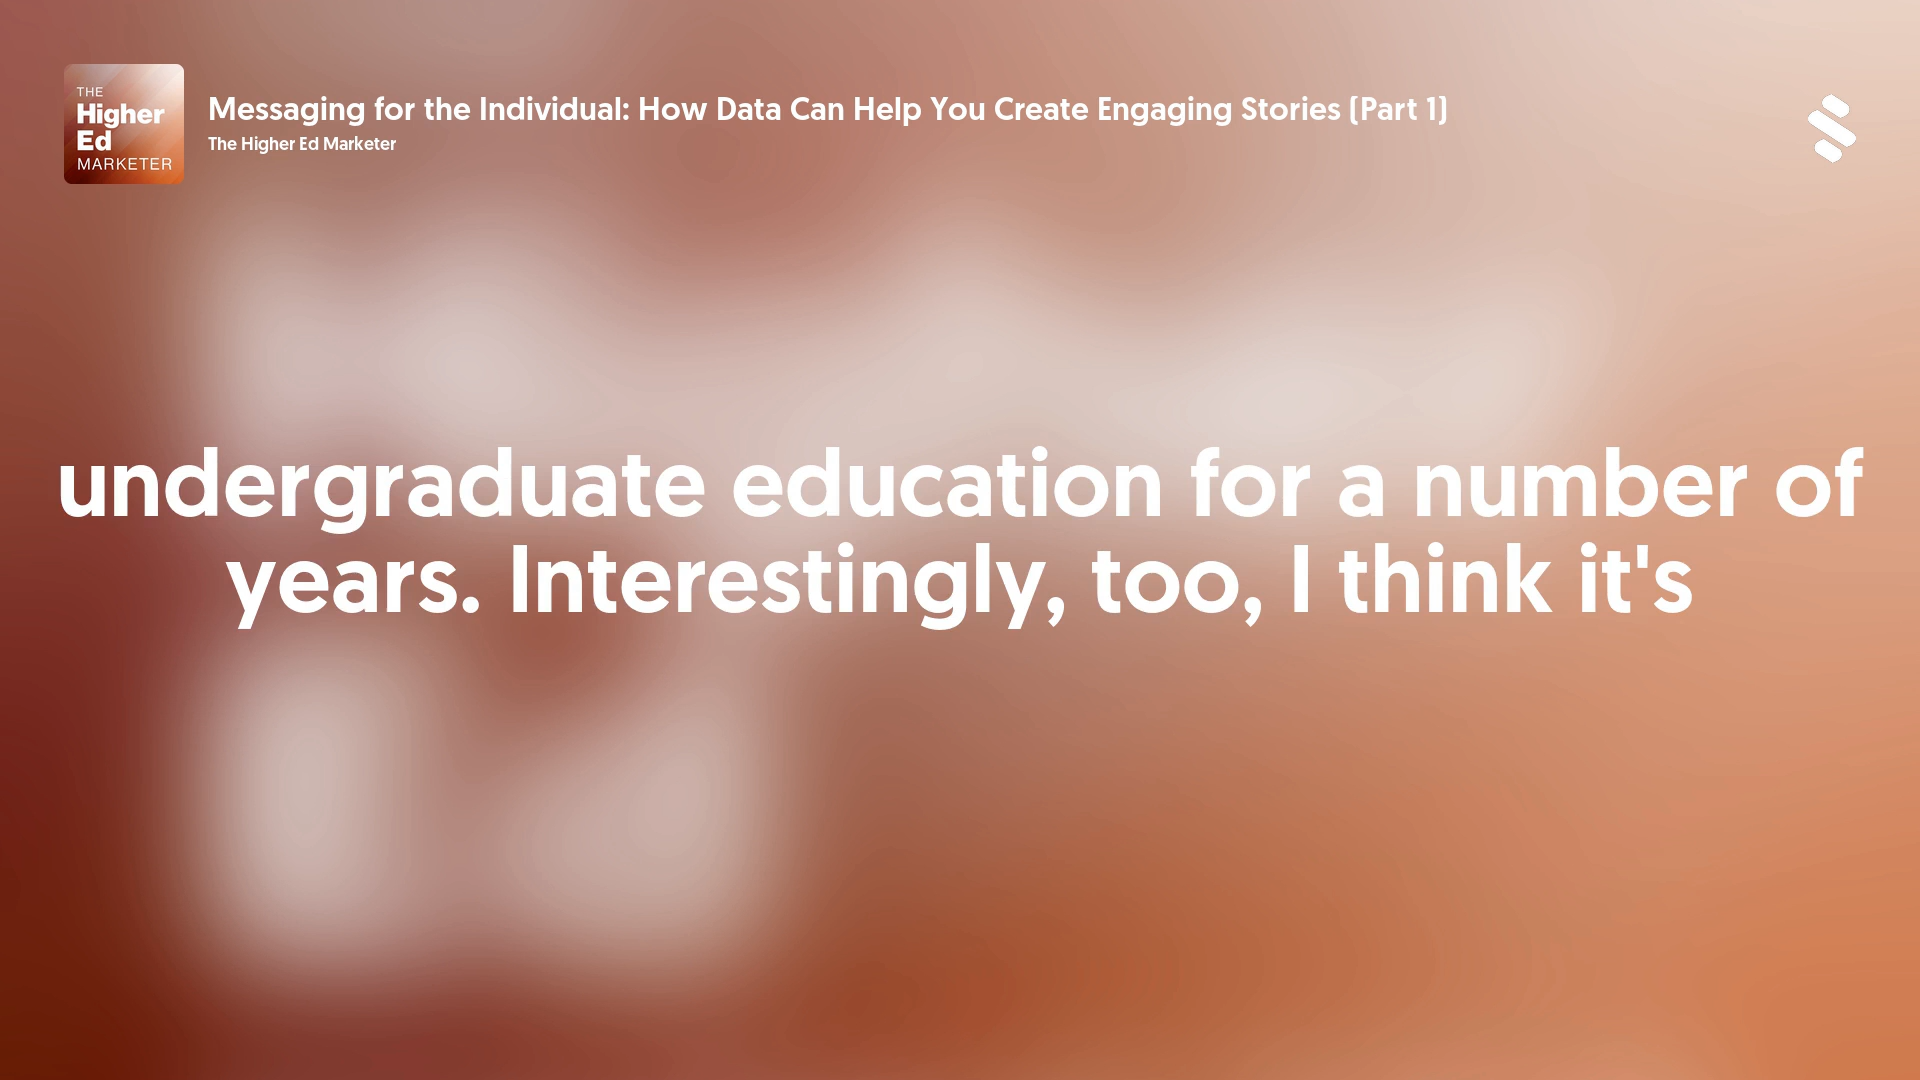 THE
Higher
Ed
MARKETER
Messaging for the Individual: How Data Can Help You Create Engaging Stories (Part 1)
The Higher Ed Marketer
undergraduate education for a number of
years. Interestingly, too, I think it's